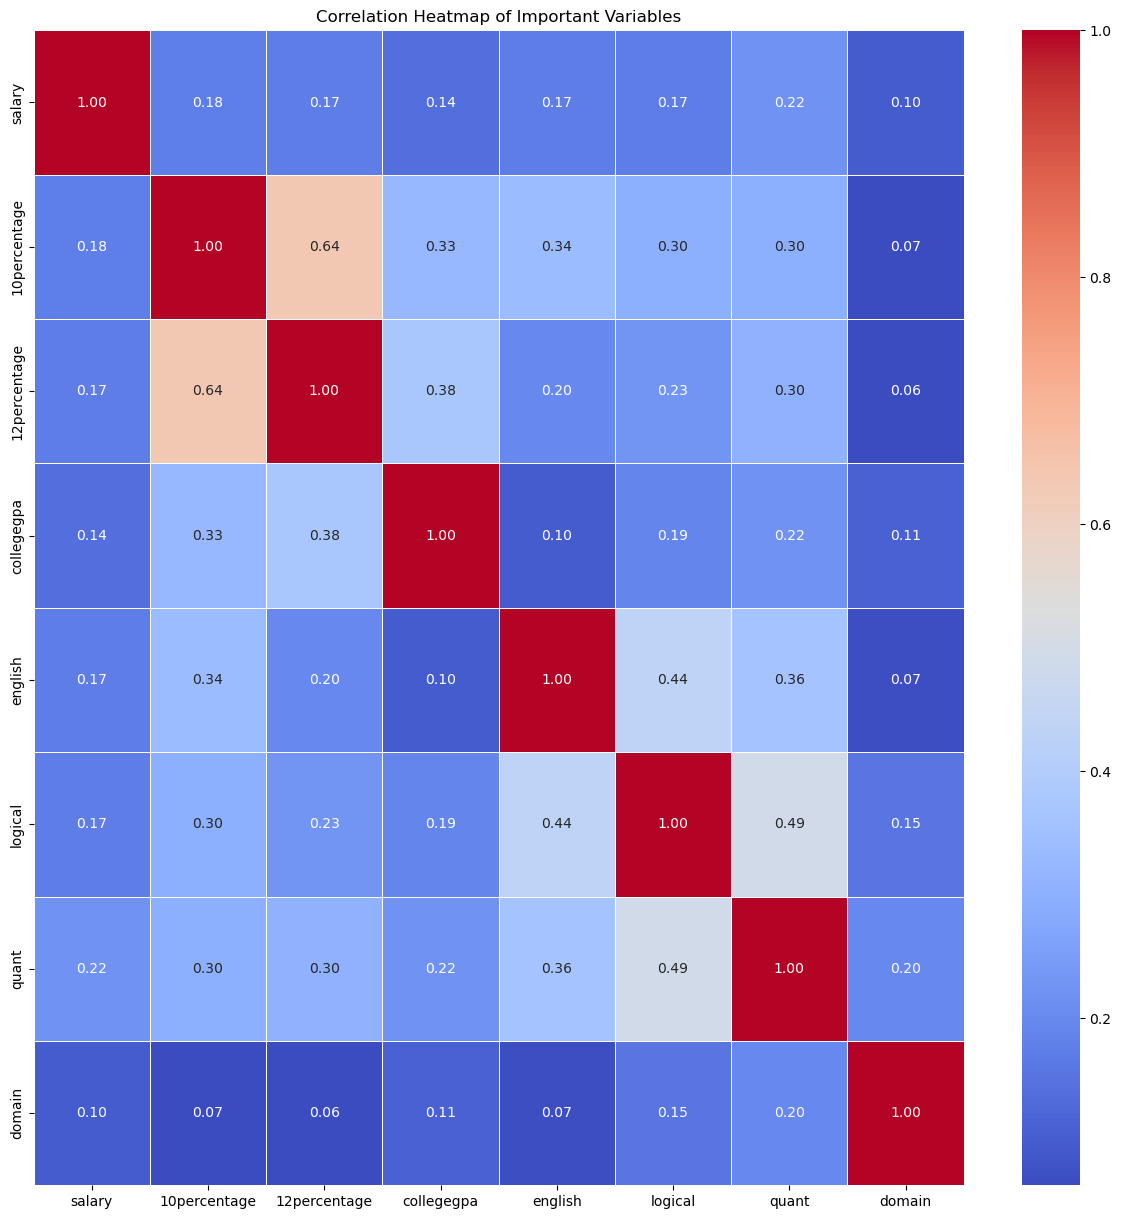 Correlation Heatmap of Important Variables
salary 1.00 0.18 0.17 0.14 0.17 0.17 0.22 0.10
10percentage 0.18 1.00 0.64 0.33 0.34 0.30 0.30 0.07
12percentage 0.17 0.64 1.00 0.38 0.20 0.23 0.30 0.06
collegegpa 0.14 0.33 0.38 1.00 0.10 0.19 0.22 0.11
english 0.17 0.34 0.20 0.10 1.00 0.44 0.36 0.07
logical 0.17 0.30 0.23 0.19 0.44 1.00 0.49 0.15
quant 0.22 0.30 0.30 0.22 0.36 0.49 1.00 0.20
domain 0.10 0.07 0.06 0.11 0.07 0.15 0.20 1.00
salary 10percentage 12percentage collegegpa english logical quant domain
1.0
0.8
0.6
0.4
0.2